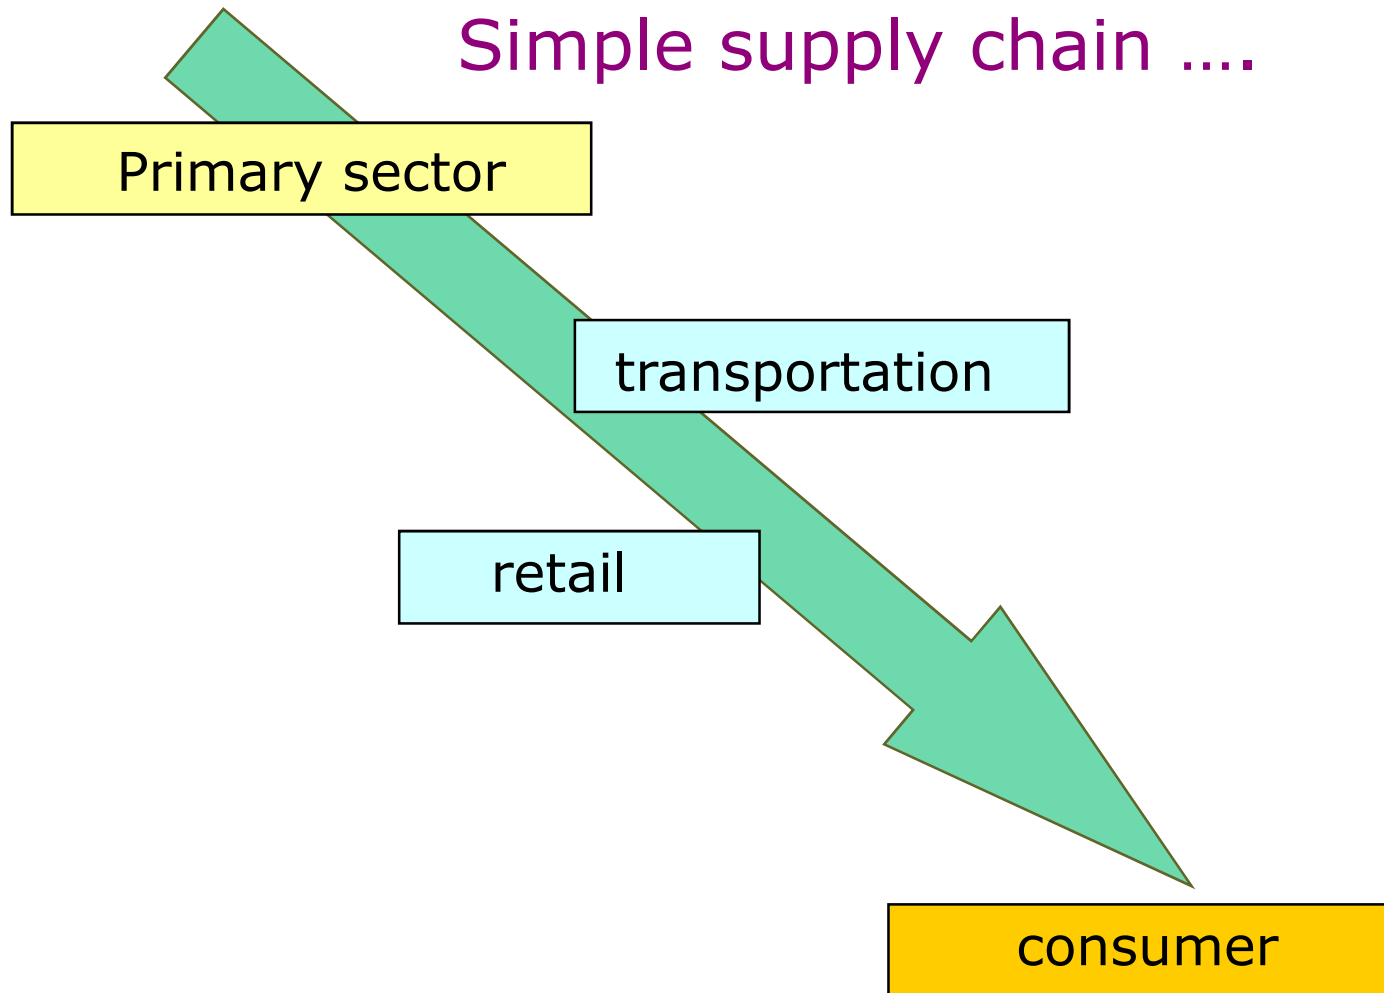 Simple supply chain ….
Primary sector
transportation
retail
consumer